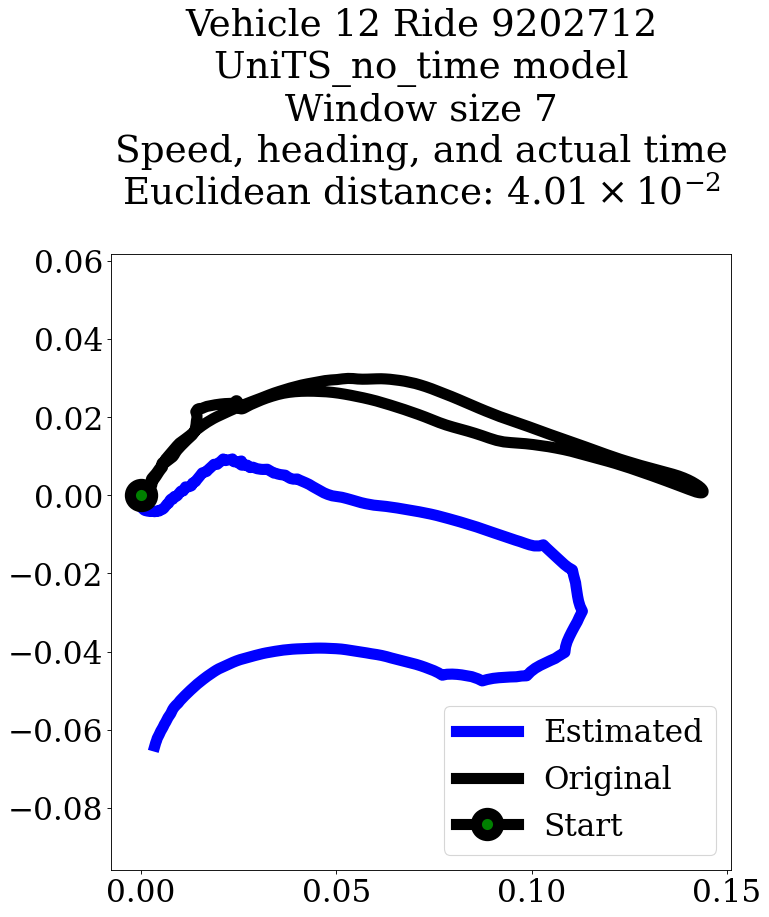 Vehicle 12 Ride 9202712
UniTS_no_time model
Window size 7
Speed, heading, and actual time
Euclidean distance: 4.01 × 10⁻²
0.06
0.04
0.02
0.00
−0.02
−0.04
−0.06
−0.08
Estimated
Original
Start
0.00 0.05 0.10 0.15